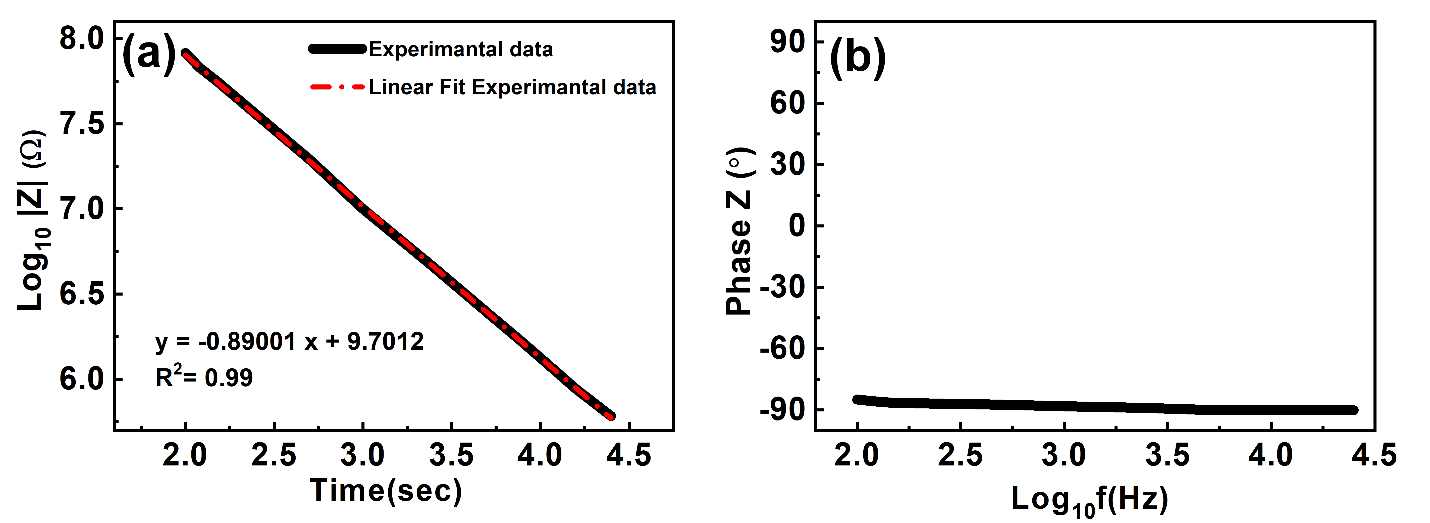 (a)
Experimantal data
Linear Fit Experimantal data
Log10 |Z| (Ω)
8.0
7.5
7.0
6.5
6.0
y = -0.89001 x + 9.7012
R2= 0.99
2.0 2.5 3.0 3.5 4.0 4.5
Time(sec)
(b)
Phase Z (°)
90
60
30
0
-30
-60
-90
2.0 2.5 3.0 3.5 4.0 4.5
Log10f(Hz)